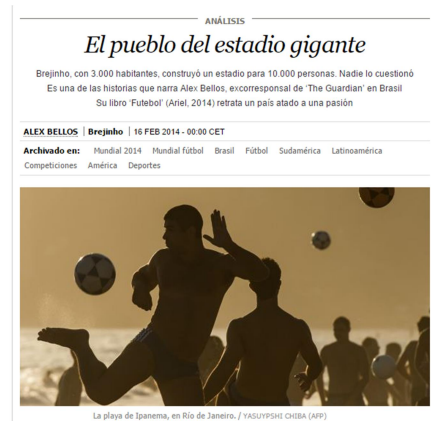 ANÁLISIS
El pueblo del estadio gigante
Brejinho, con 3.000 habitantes, construyó un estadio para 10.000 personas. Nadie lo cuestionó
Es una de las historias que narra Alex Bellos, excorresponsal de ‘The Guardian’ en Brasil
Su libro ‘Futebol’ (Ariel, 2014) retrata un país atado a una pasión
ALEX BELLOS | Brejinho | 16 FEB 2014 - 00:00 CET
Archivado en: Mundial 2014 Mundial fútbol Brasil Fútbol Sudamérica Latinoamérica
Competiciones América Deportes
La playa de Ipanema, en Río de Janeiro. / YASUYPSHI CHIBA (AFP)